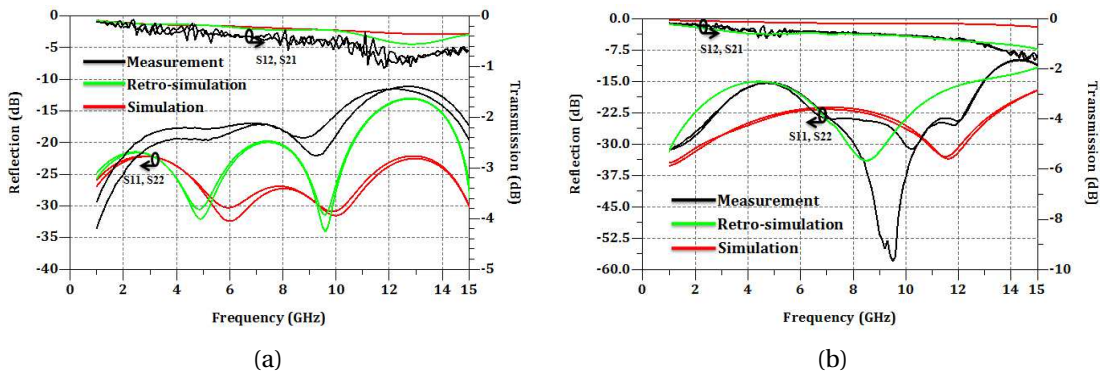 0
-5
-10
-15
-20
-25
-30
-35
-40
Reflection (dB)
0
-1
-2
-3
-4
-5
Transmission (dB)
S12, S21
Measurement
Retro-simulation
Simulation
S11, S22
0 2 4 6 8 10 12 14 15
Frequency (GHz)
(a)
0.0
-7.5
-15.0
-22.5
-30.0
-37.5
-45.0
-52.5
-60.0
Reflection (dB)
0
-2
-4
-6
-8
-10
Transmission (dB)
S12, S21
S11, S22
Measurement
Retro-simulation
Simulation
0 2 4 6 8 10 12 14 15
Frequency (GHz)
(b)